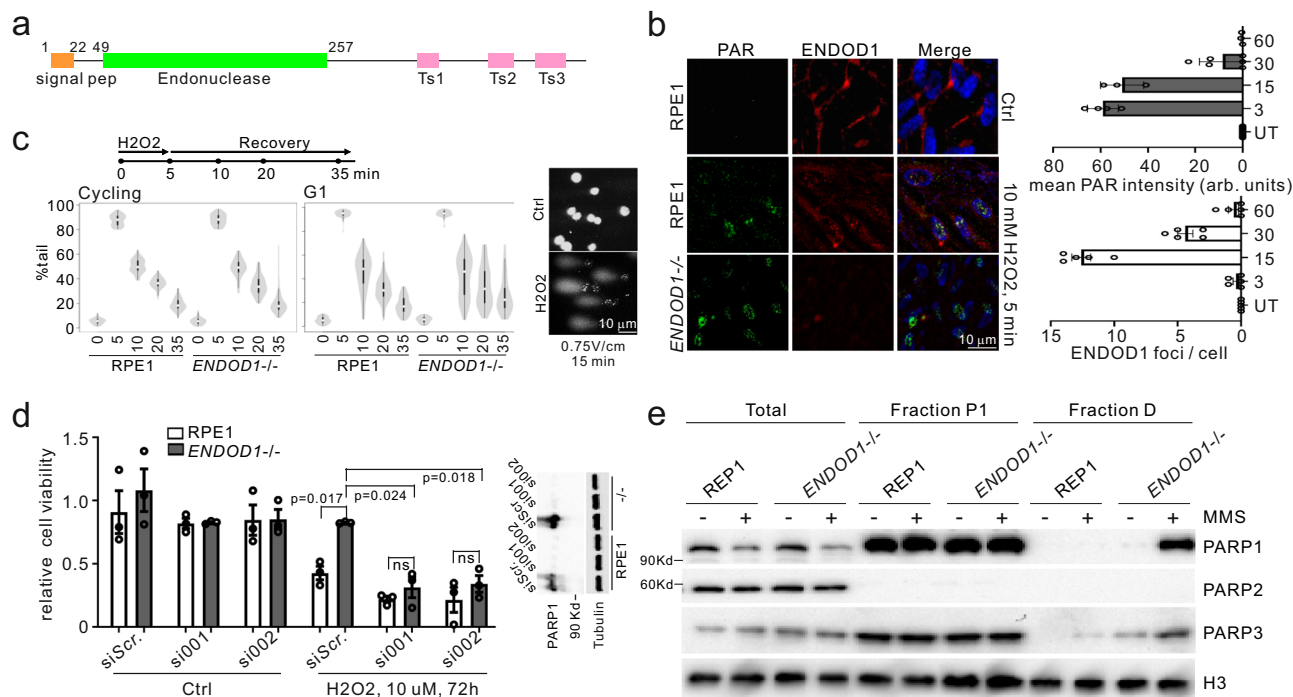 a
1 22 49 257
signal pep Endonuclease Ts1 Ts2 Ts3
b
PAR ENDOD1 Merge
RPE1 Ctrl
RPE1
ENDOD1-/-
10 mM H2O2, 5 min
10 μm
60
30
15
3
UT
80 60 40 20 0
mean PAR intensity (arb. units)
60
30
15
3
UT
15 10 5 0
ENDOD1 foci / cell
c
H2O2 Recovery
0 5 10 20 35 min
Cycling G1
%tail
100
80
60
40
20
0
0 5 10 20 35 0 5 10 20 35 0 5 10 20 35 0 5 10 20 35
RPE1 ENDOD1-/- RPE1 ENDOD1-/-
Ctrl
H2O2
10 μm
0.75V/cm
15 min
d
RPE1
ENDOD1-/-
relative cell viability
1.5
1.0
0.5
0
p=0.018
p=0.017 p=0.024
ns ns
siScr. si001 si002 siScr. si001 si002
Ctrl H2O2, 10 uM, 72h
si002
si001
siScr.
si002
si001
siScr.
-/-
RPE1
PARP1
90 Kd
Tubulin
e
Total Fraction P1 Fraction D
REP1 ENDOD1-/- REP1 ENDOD1-/- REP1 ENDOD1-/-
- + - + - + - + - + - + MMS
90Kd PARP1
60Kd PARP2
PARP3
H3